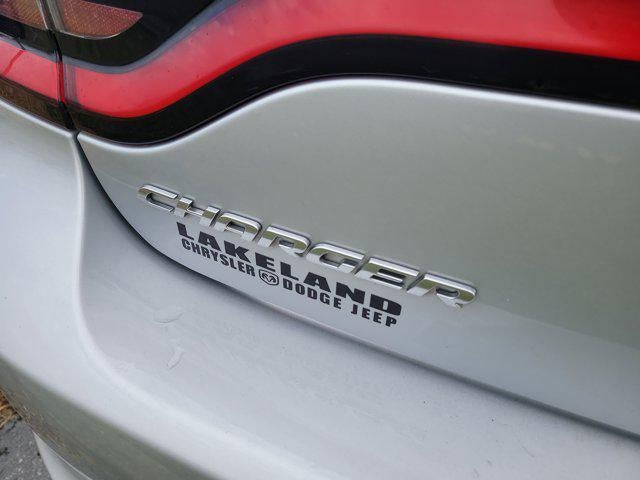 CHARGER
LAKELAND
CHRYSLER DODGE JEEP